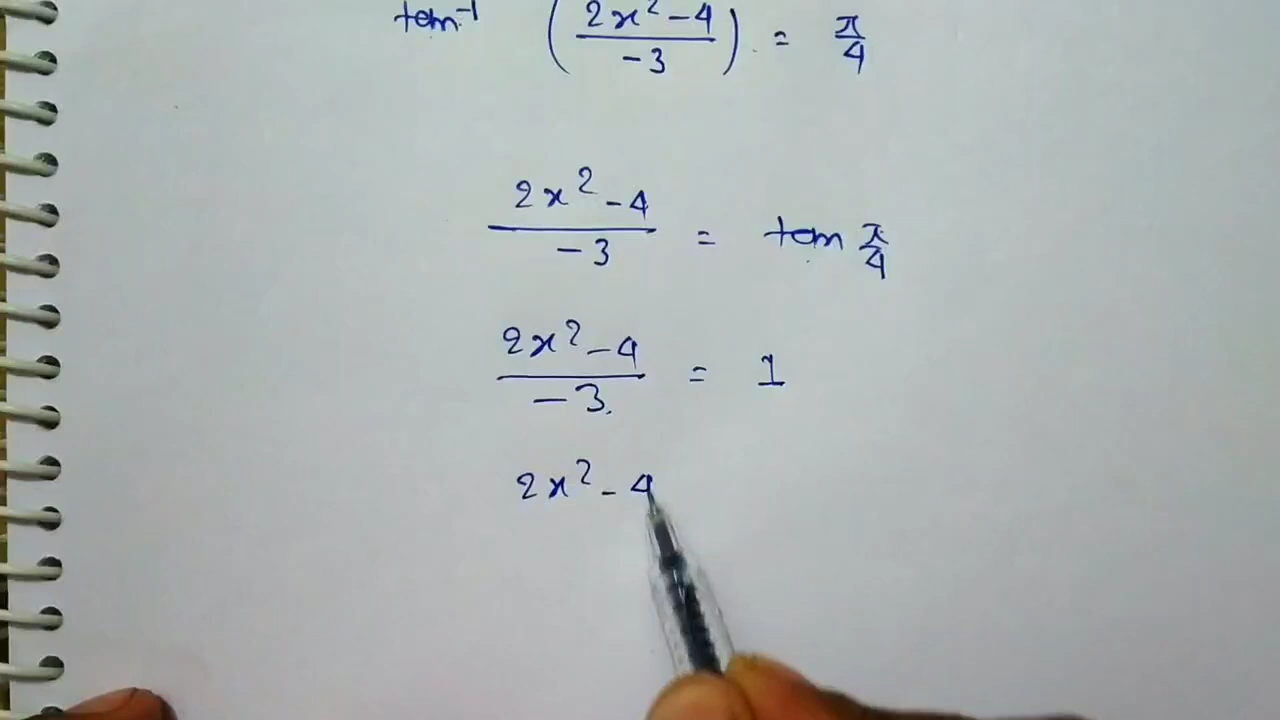 tan⁻¹ (2x² - 4 / -3) = π/4
2x² - 4 / -3 = tan π/4
2x² - 4 / -3 = 1
2x² - 4